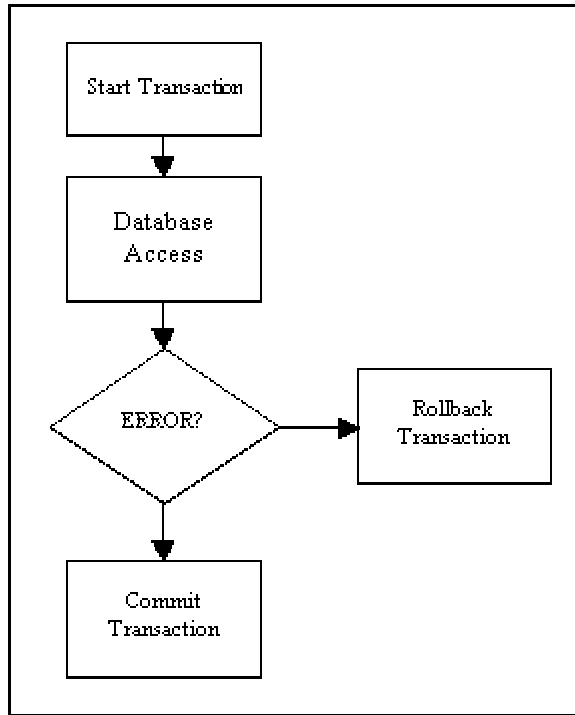 Start Transaction
Database
Access
ERROR?
Rollback
Transaction
Commit
Transaction